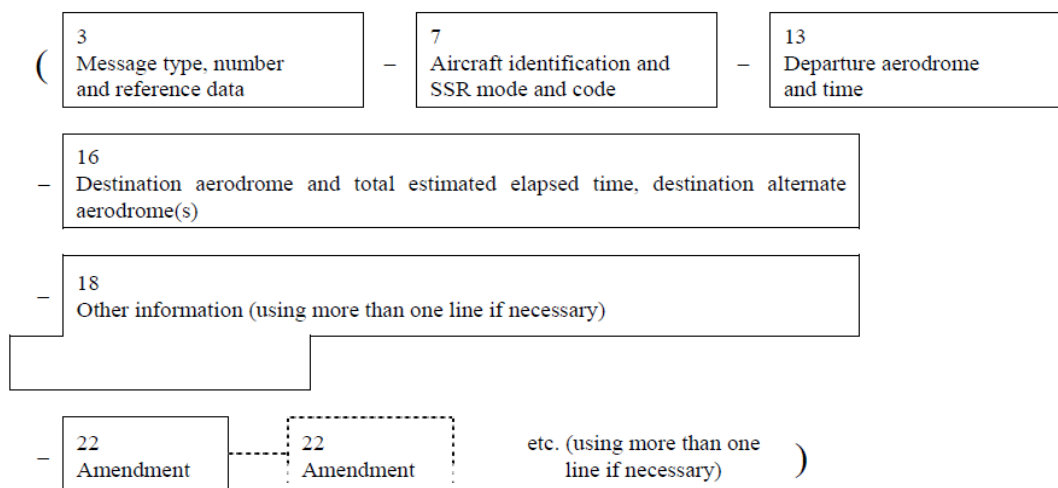 ( 3 – 7 – 13
Message type, number Aircraft identification and Departure aerodrome
and reference data SSR mode and code and time
16
– Destination aerodrome and total estimated elapsed time, destination alternate
aerodrome(s)
18
– Other information (using more than one line if necessary)
22 22 etc. (using more than one
– Amendment Amendment line if necessary) )